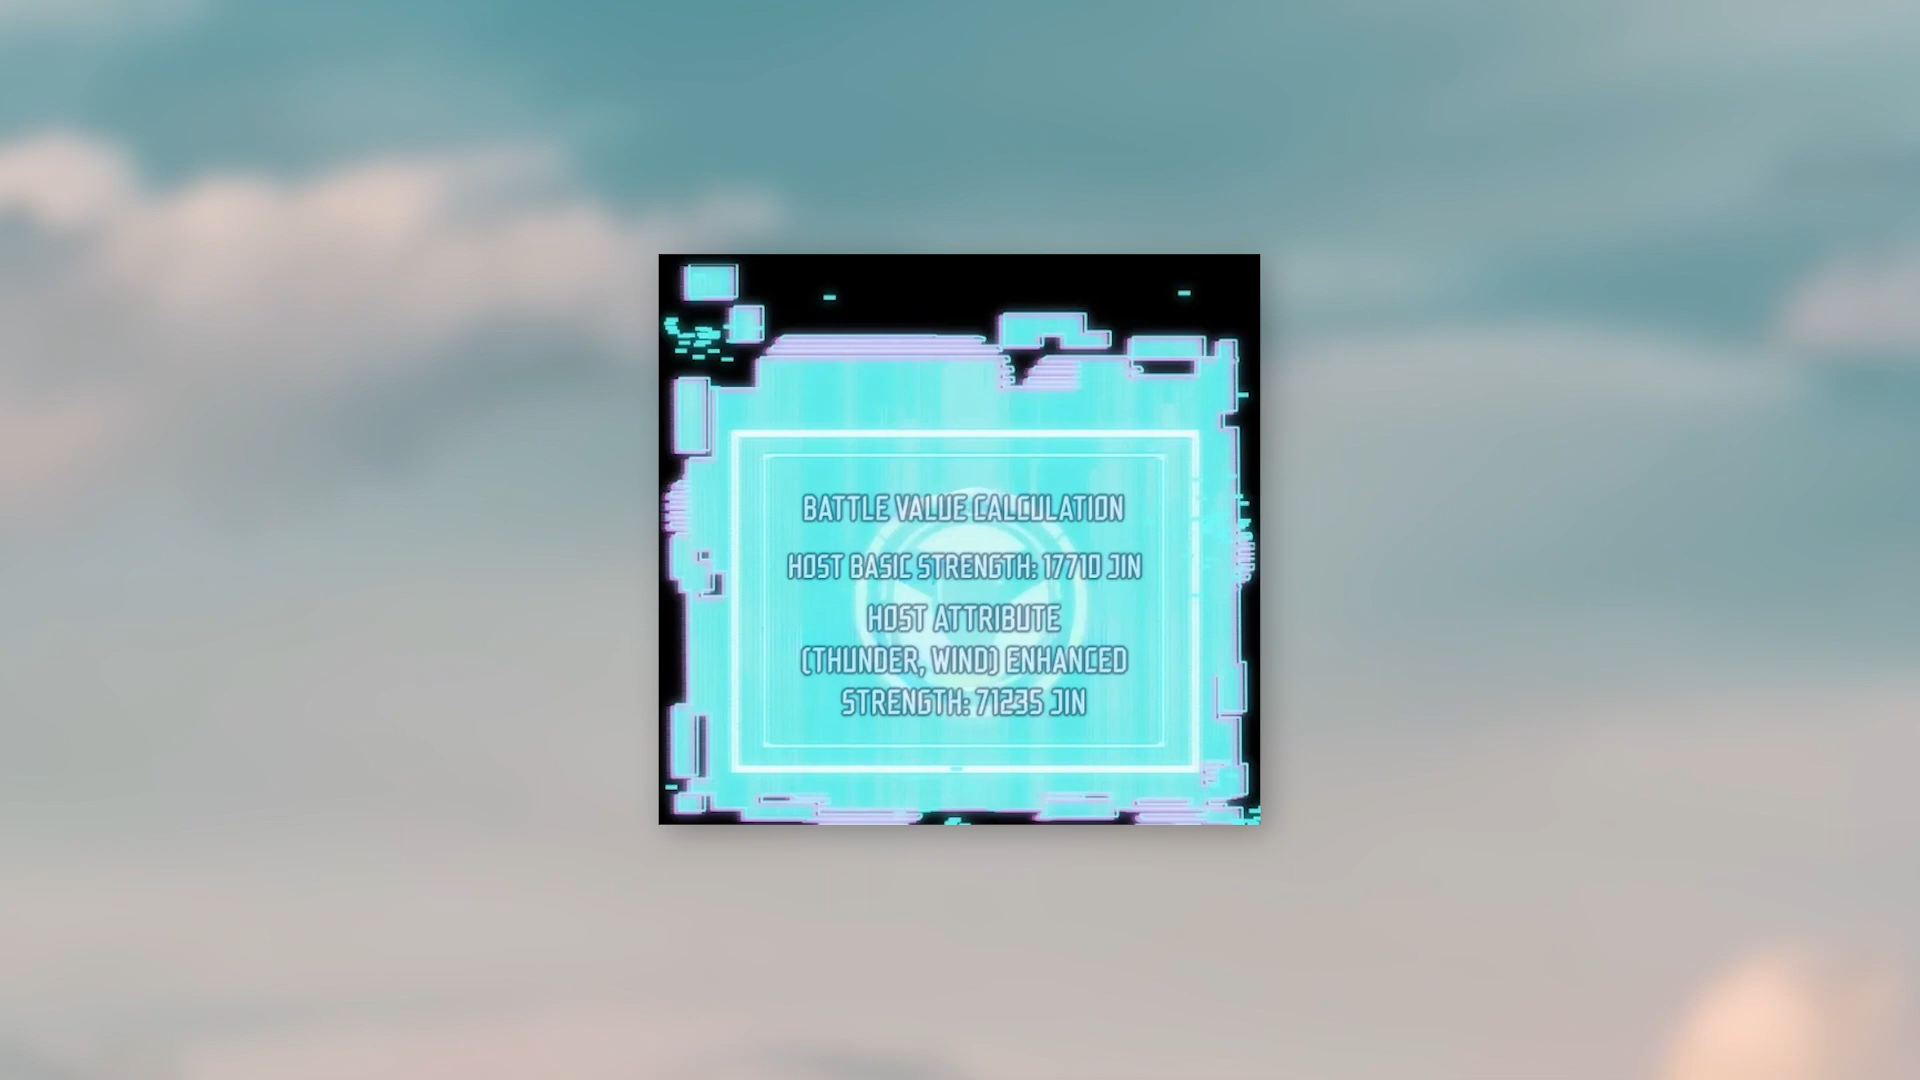 BATTLE VALUE CALCULATION
HOST BASIC STRENGTH: 17710 JIN
HOST ATTRIBUTE
(THUNDER, WIND) ENHANCED
STRENGTH: 71235 JIN